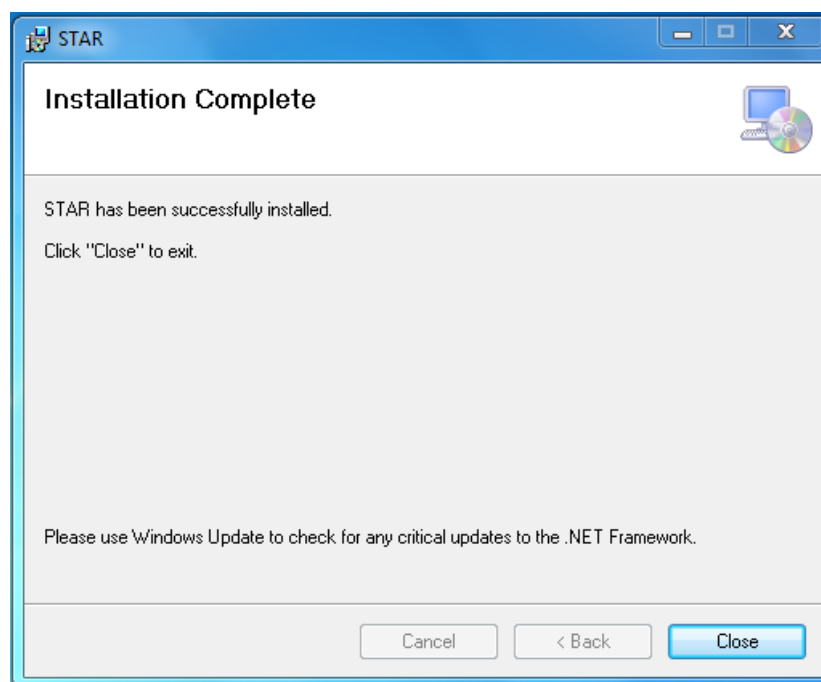 STAR
Installation Complete
STAR has been successfully installed.
Click "Close" to exit.
Please use Windows Update to check for any critical updates to the .NET Framework.
Cancel
< Back
Close